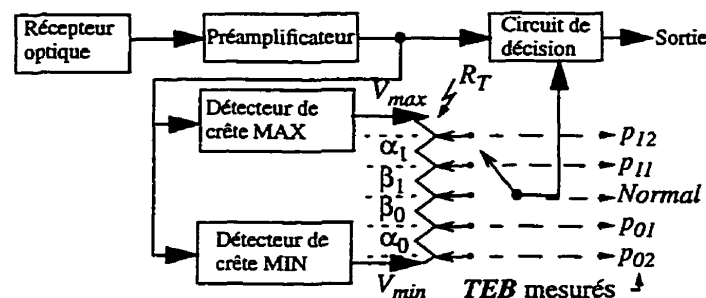 Récepteur
optique
Préamplificateur
Circuit de
décision
Sortie
V_max
R_T
Détecteur de
crête MAX
α_1
β_1
β_0
α_0
p_12
p_11
Normal
p_01
p_02
Détecteur de
crête MIN
V_min
TEB mesurés